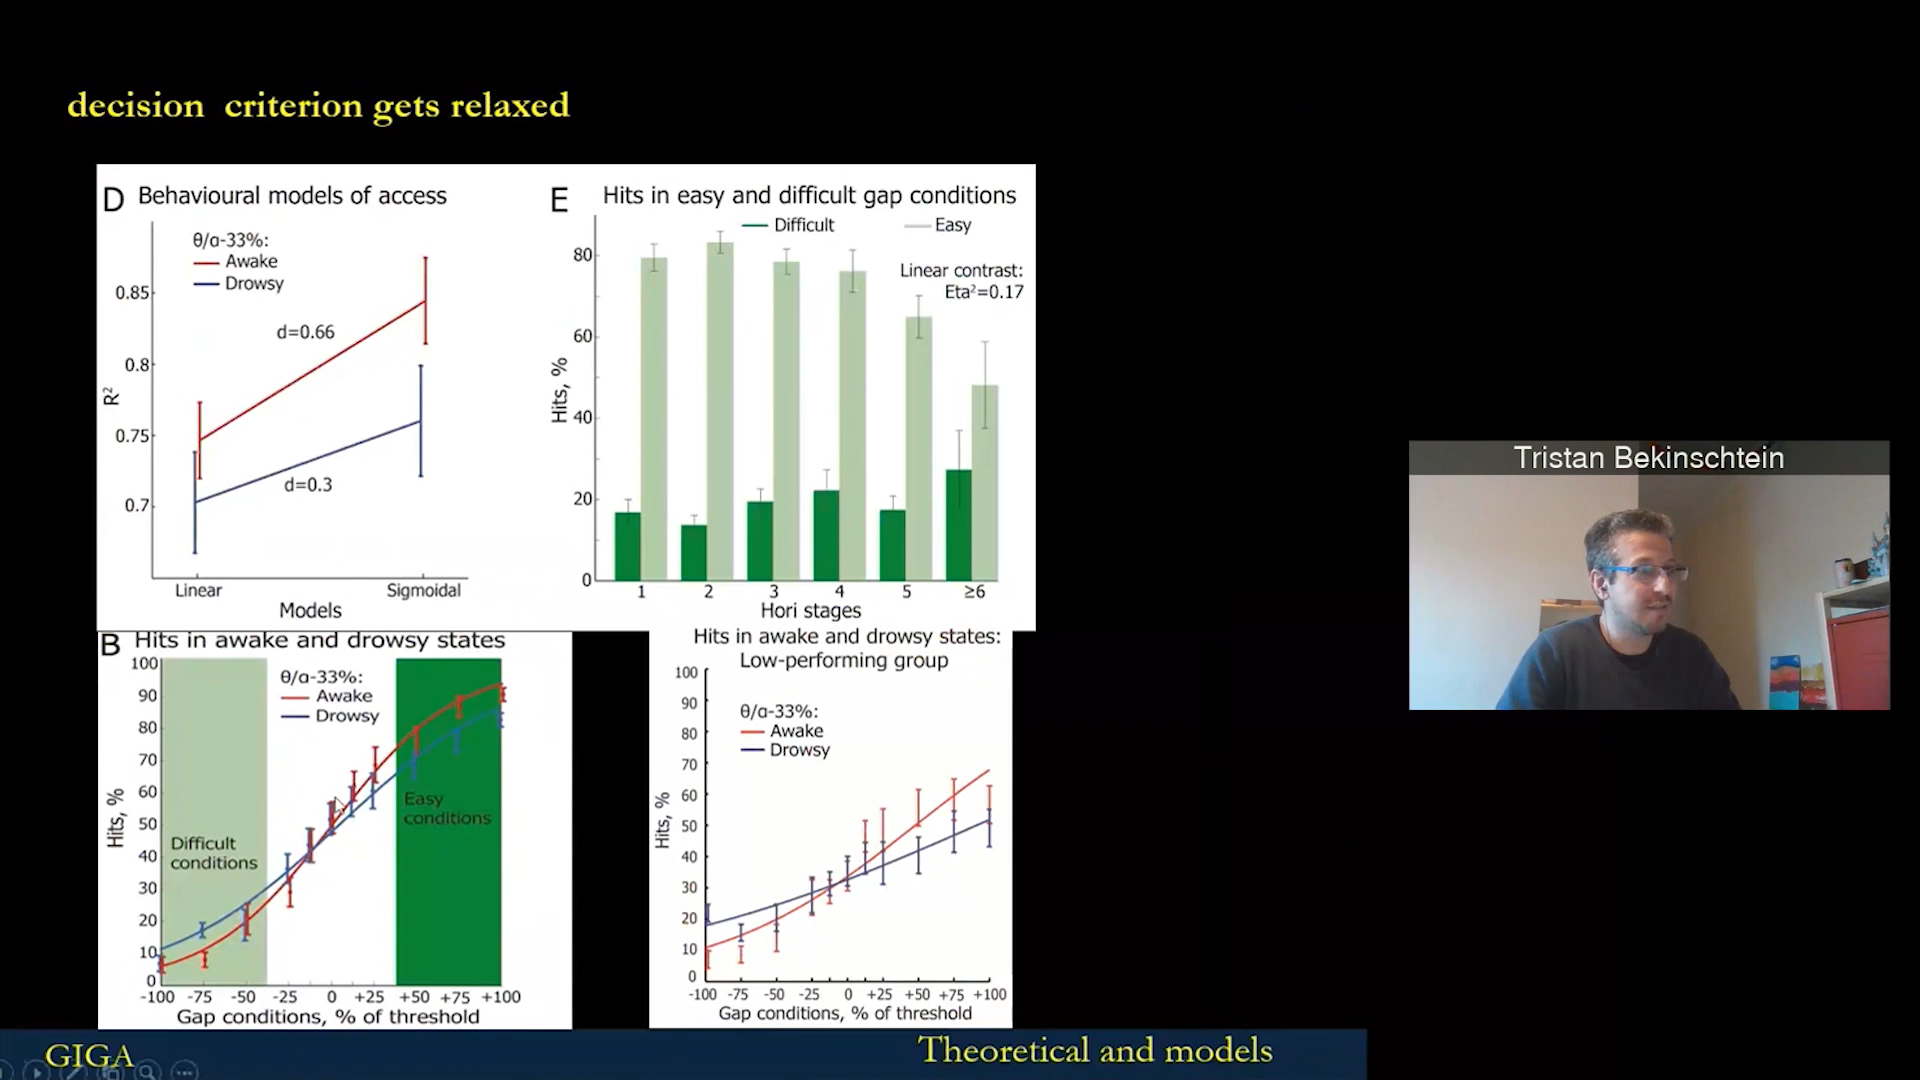 decision criterion gets relaxed
D Behavioural models of access
θ/α-33%:
Awake
Drowsy
d=0.66
d=0.3
0.85
0.8
0.75
0.7
R²
Linear
Sigmoidal
Models
E Hits in easy and difficult gap conditions
Difficult
Easy
Linear contrast:
Eta²=0.17
80
60
40
20
0
Hits, %
1 2 3 4 5 ≥6
Hori stages
Tristan Bekinschtein
B Hits in awake and drowsy states
θ/α-33%:
Awake
Drowsy
Difficult
conditions
Easy
conditions
100
90
80
70
60
50
40
30
20
10
0
Hits, %
-100 -75 -50 -25 0 +25 +50 +75 +100
Gap conditions, % of threshold
Hits in awake and drowsy states:
Low-performing group
θ/α-33%:
Awake
Drowsy
100
90
80
70
60
50
40
30
20
10
0
Hits, %
-100 -75 -50 -25 0 +25 +50 +75 +100
Gap conditions, % of threshold
GIGA
Theoretical and models